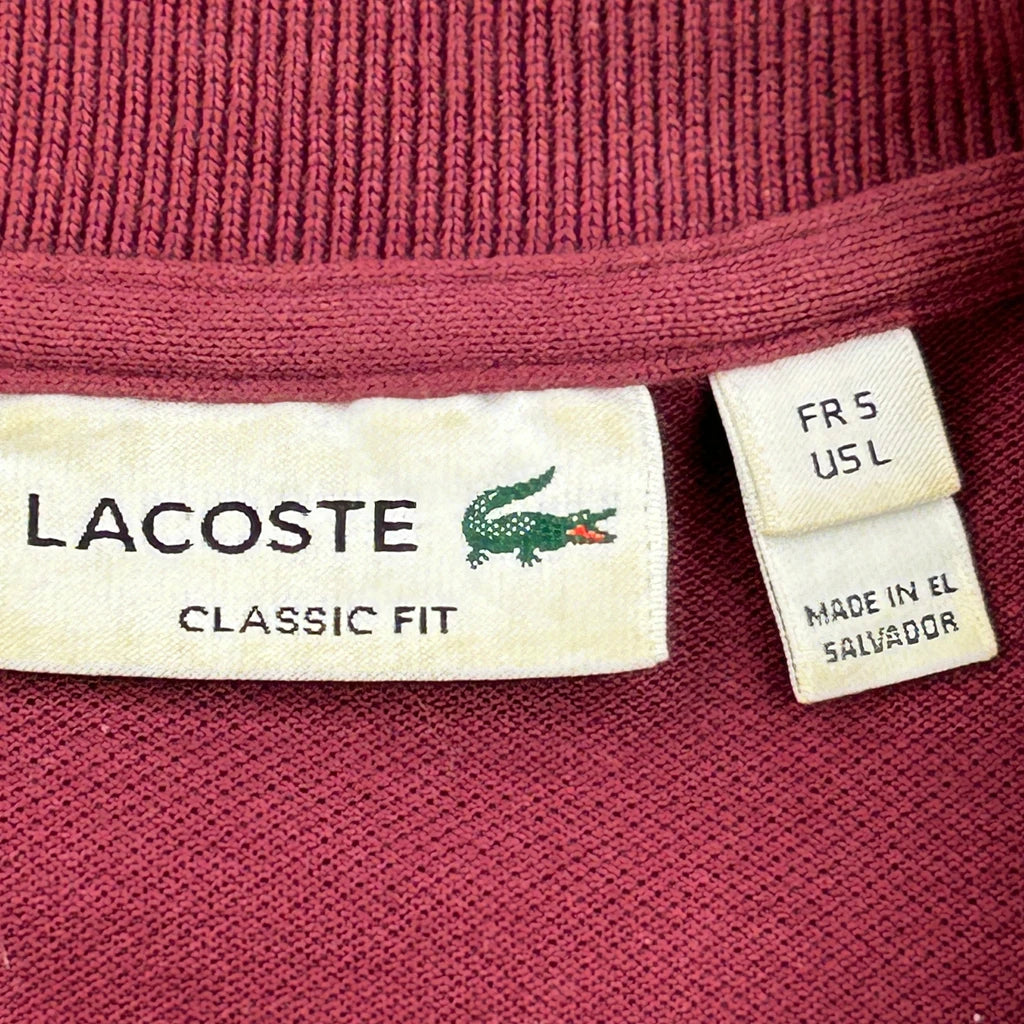 LACOSTE
CLASSIC FIT
FR 5
US L
MADE IN EL
SALVADOR